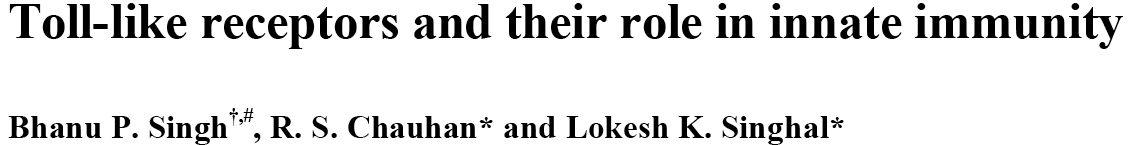 Toll-like receptors and their role in innate immunity
Bhanu P. Singh†,#, R. S. Chauhan* and Lokesh K. Singhal*